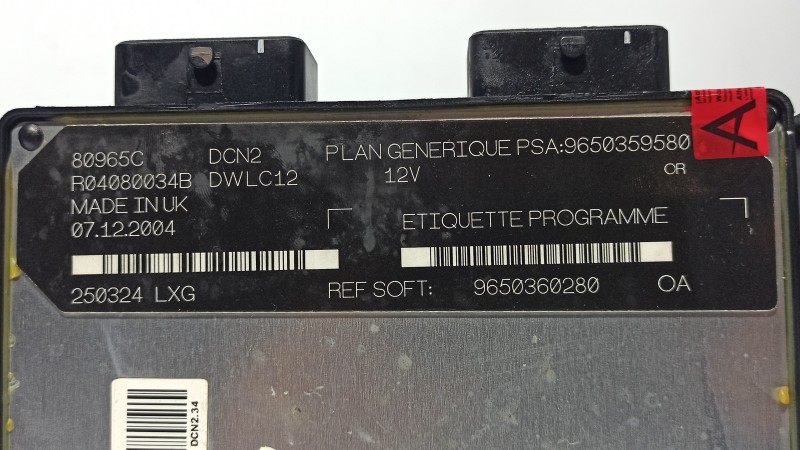 80965C DCN2 PLAN GENERIQUE PSA:9650359580
R04080034B DWLC12 12V OR
MADE IN UK
07.12.2004 ETIQUETTE PROGRAMME
250324 LXG REF SOFT: 9650360280 OA
A
DCN2.34